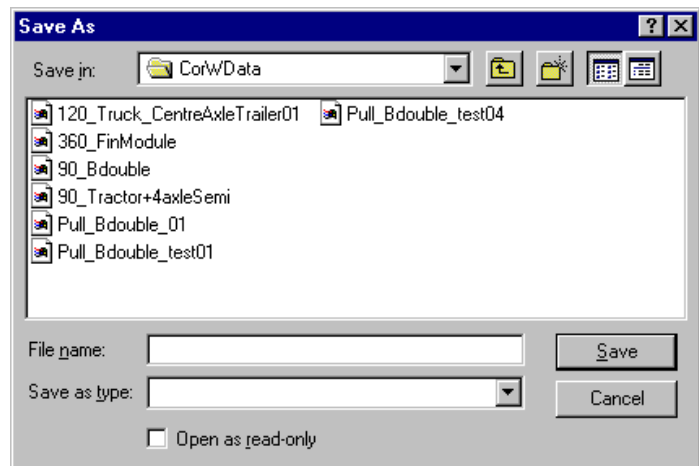 Save As
Save in: CorWData
120_Truck_CentreAxleTrailer01 Pull_Bdouble_test04
360_FinModule
90_Bdouble
90_Tractor+4axleSemi
Pull_Bdouble_01
Pull_Bdouble_test01
File name: Save
Save as type: Cancel
Open as read-only